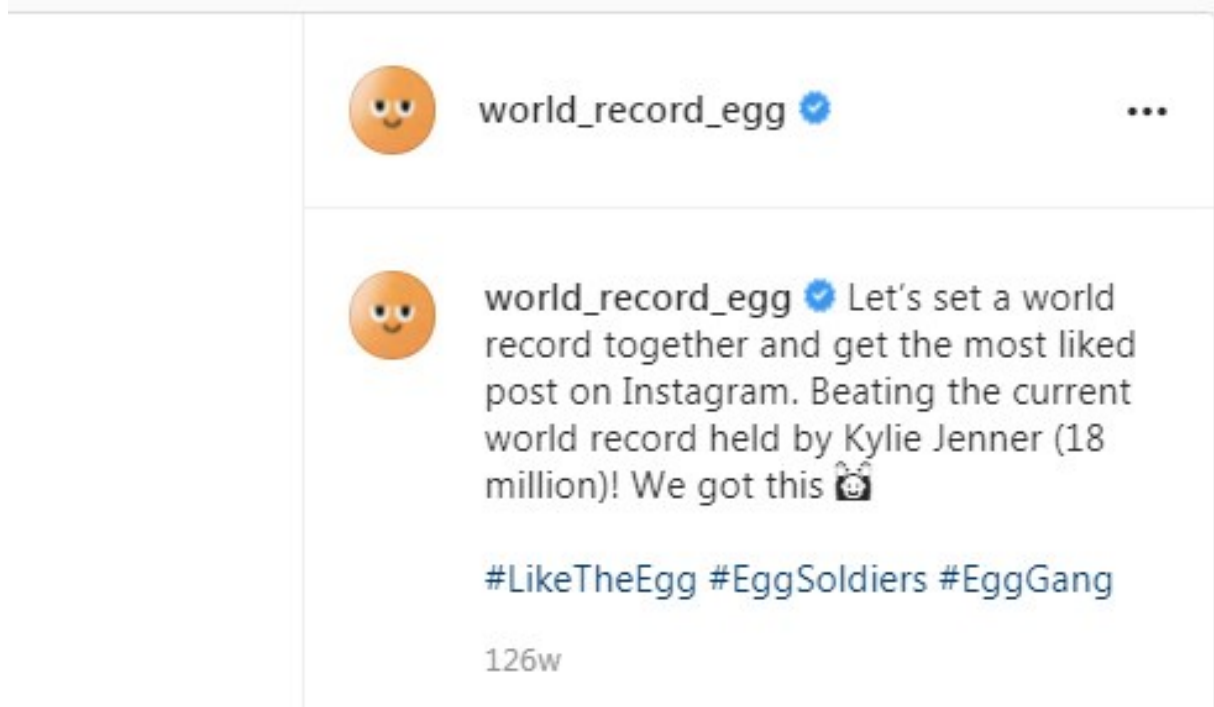 world_record_egg
world_record_egg Let's set a world
record together and get the most liked
post on Instagram. Beating the current
world record held by Kylie Jenner (18
million)! We got this 🙌
#LikeTheEgg #EggSoldiers #EggGang
126w